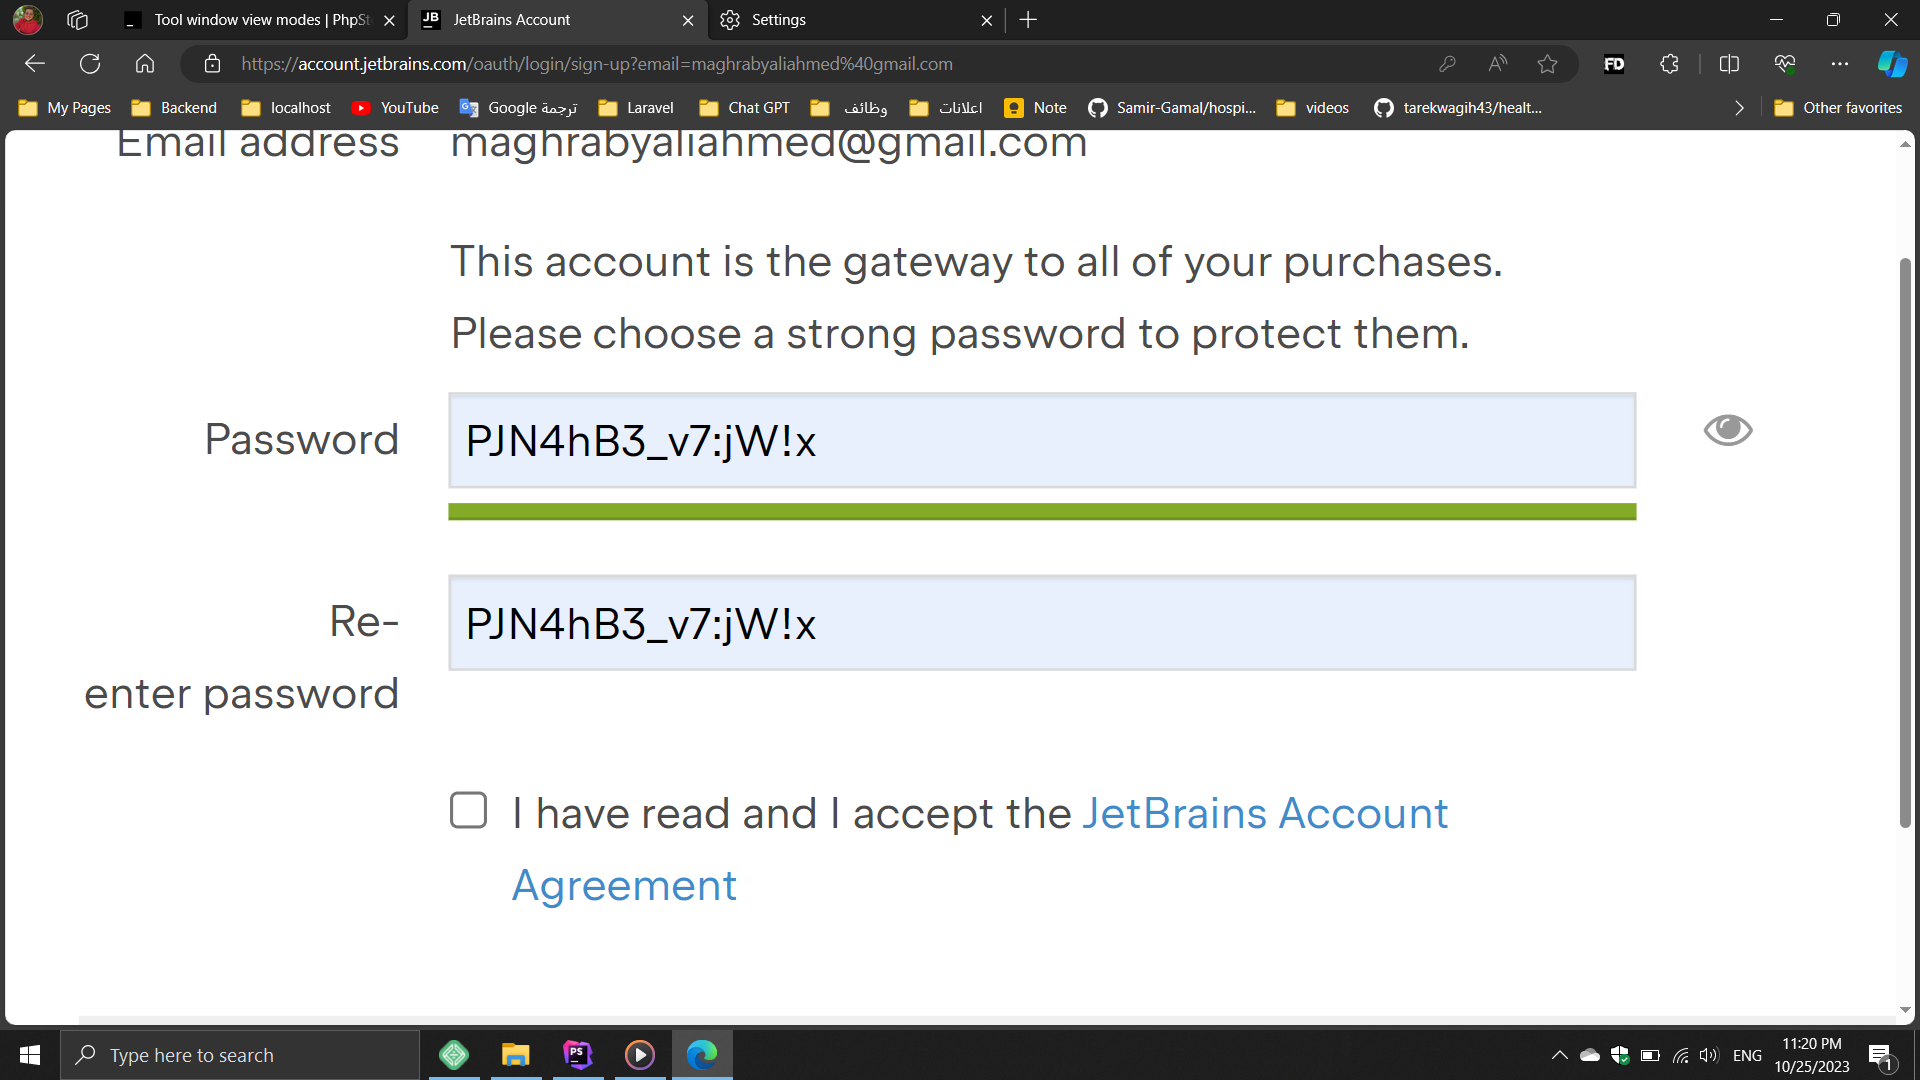 Tool window view modes | PhpSt
JetBrains Account
Settings
https://account.jetbrains.com/oauth/login/sign-up?email=maghrabyaliahmed%40gmail.com
My Pages
Backend
localhost
YouTube
Google ترجمة
Laravel
Chat GPT
وظائف
اعلانات
Note
Samir-Gamal/hospi...
videos
tarekwagih43/healt...
Other favorites
Email address maghrabyaliahmed@gmail.com
This account is the gateway to all of your purchases.
Please choose a strong password to protect them.
Password PJN4hB3_v7:jW!x
Re-
enter password
PJN4hB3_v7:jW!x
I have read and I accept the JetBrains Account
Agreement
Type here to search
ENG
11:20 PM
10/25/2023
1